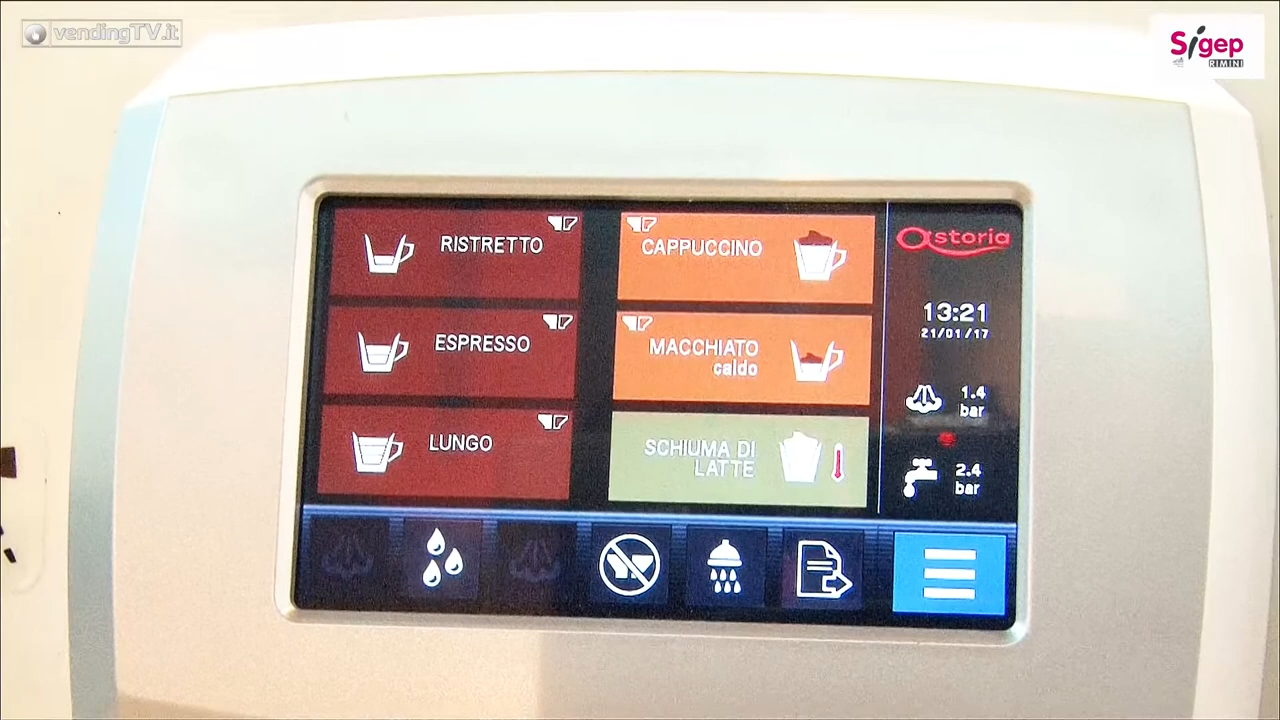 vendingTV.it
Sigep
RIMINI
RISTRETTO
CAPPUCCINO
astoria
13:21
21/01/17
ESPRESSO
MACCHIATO
caldo
1.4
bar
LUNGO
SCHIUMA DI
LATTE
2.4
bar